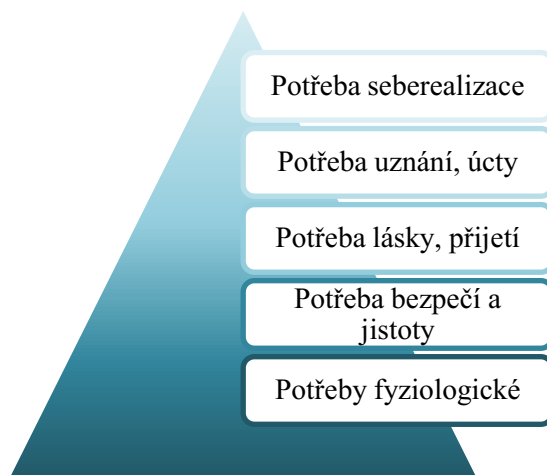 Potřeba seberealizace
Potřeba uznání, úcty
Potřeba lásky, přijetí
Potřeba bezpečí a
jistoty
Potřeby fyziologické